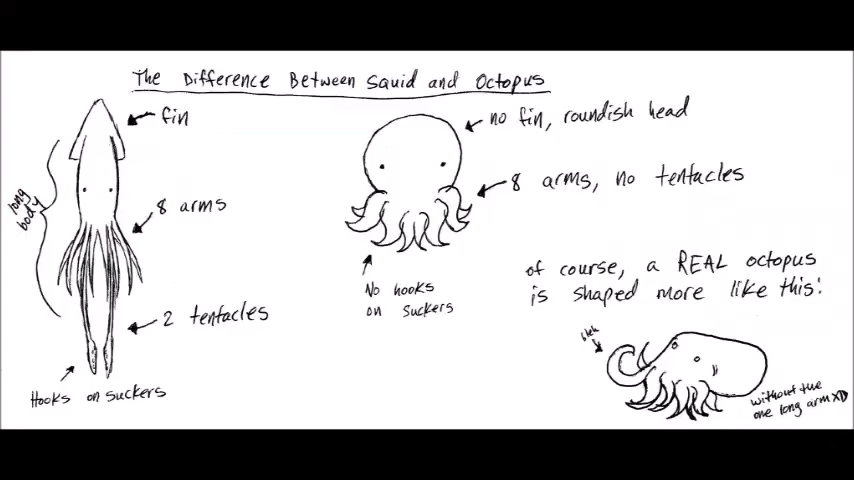 The Difference Between Squid and Octopus
fin
long
body
8 arms
2 tentacles
Hooks on suckers
no fin, roundish head
8 arms, no tentacles
No hooks
on suckers
of course, a REAL octopus
is shaped more like this:
bleh
without the
one long arm XD